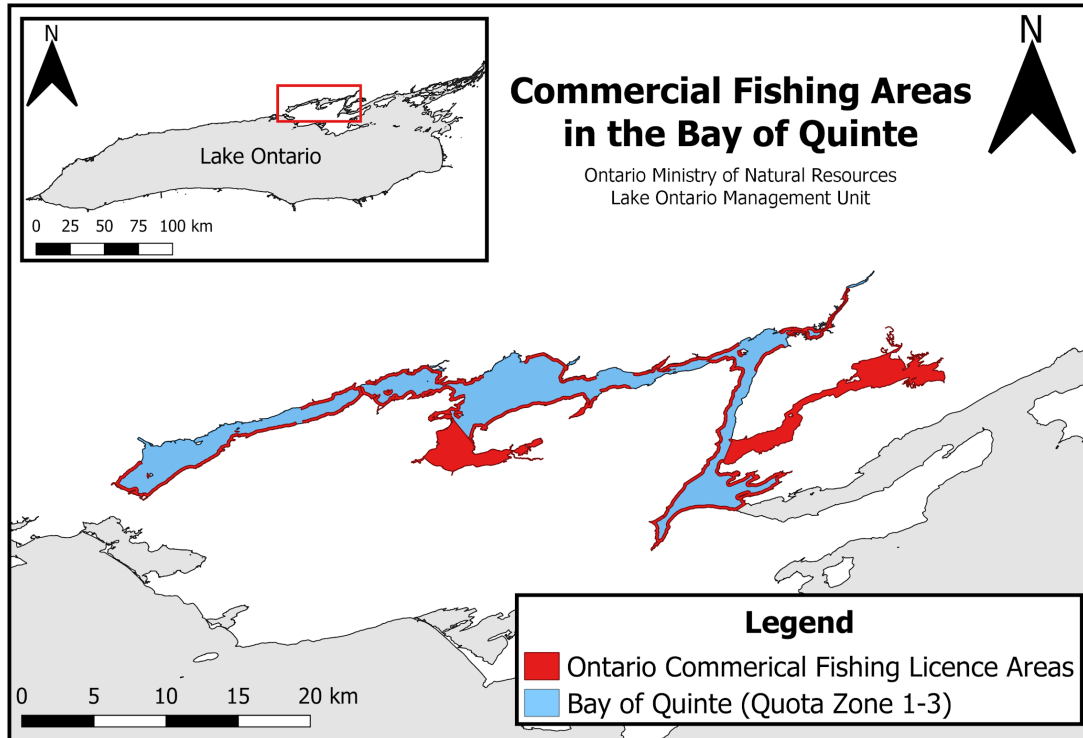 N
Lake Ontario
0 25 50 75 100 km
Commercial Fishing Areas
in the Bay of Quinte
Ontario Ministry of Natural Resources
Lake Ontario Management Unit
N
0 5 10 15 20 km
Legend
Ontario Commerical Fishing Licence Areas
Bay of Quinte (Quota Zone 1-3)